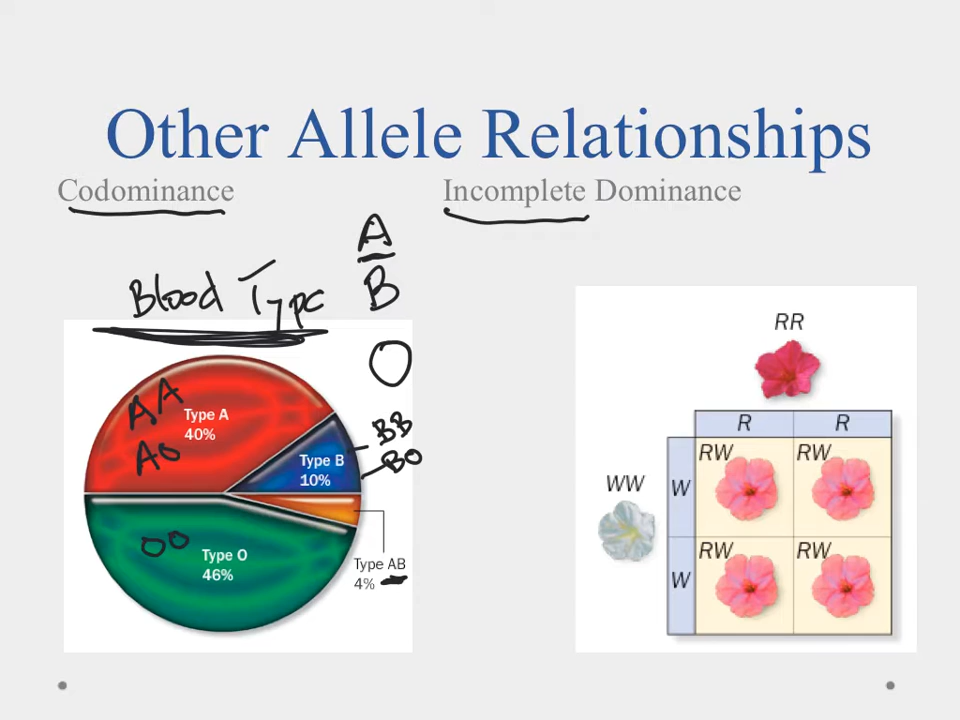 Other Allele Relationships
Codominance
Incomplete Dominance
Blood Type
A
B
O
AA
AO
Type A
40%
BB
BO
Type B
10%
OO
Type O
46%
Type AB
4%
RR
R R
WW
W
RW RW
W
RW RW